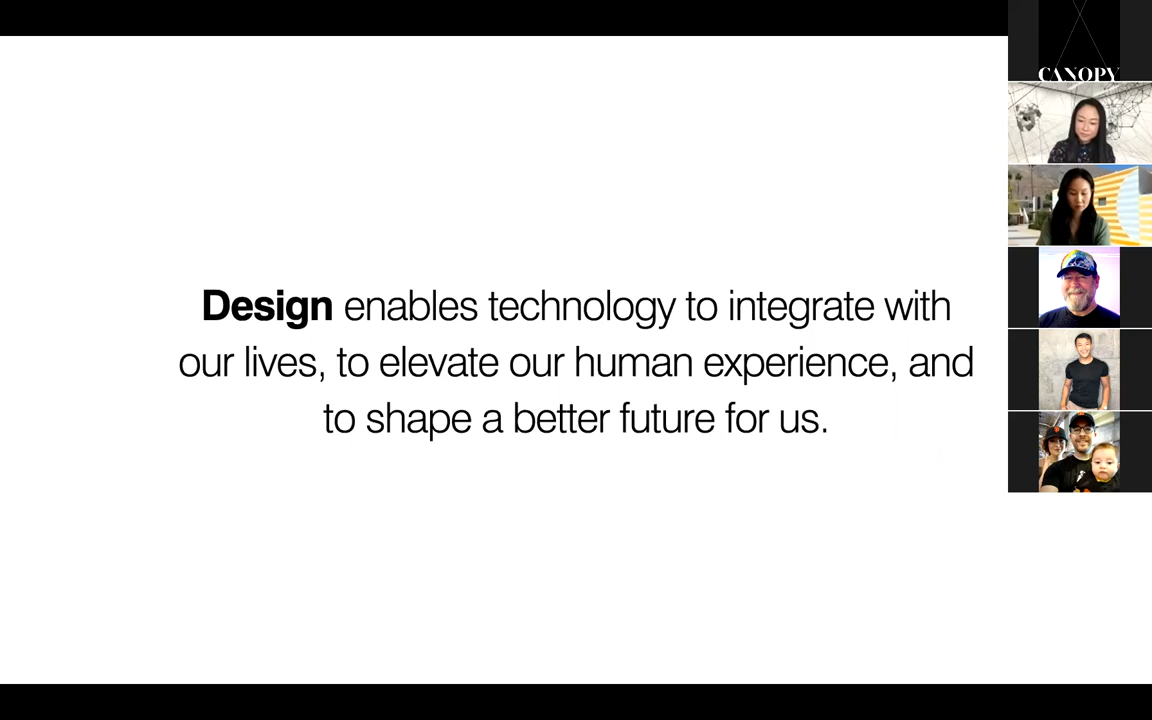 CANOPY
Design enables technology to integrate with
our lives, to elevate our human experience, and
to shape a better future for us.